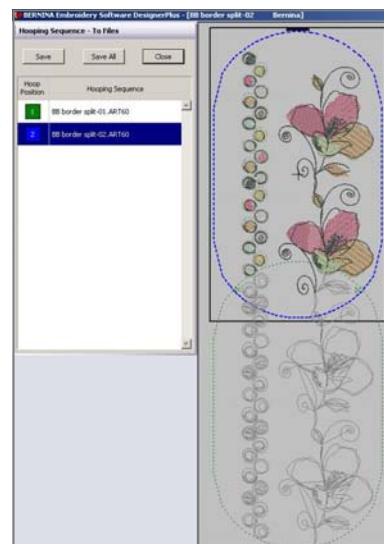 BERNINA Embroidery Software DesignerPlus - [BB border split-02 Bernina]
Hooping Sequence - To Files
Save Save All Close
Hoop Position Hooping Sequence
1 BB border split-01.ART60
2 BB border split-02.ART60